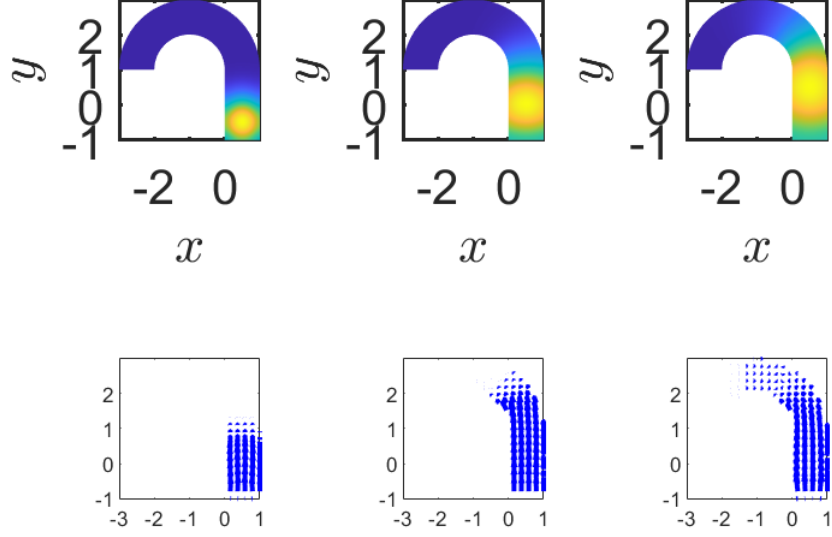 y 2 1 0 -1 y 2 1 0 -1 y 2 1 0 -1
-2 0 -2 0 -2 0
x x x
2 1 0 -1 2 1 0 -1 2 1 0 -1
-3 -2 -1 0 1 -3 -2 -1 0 1 -3 -2 -1 0 1